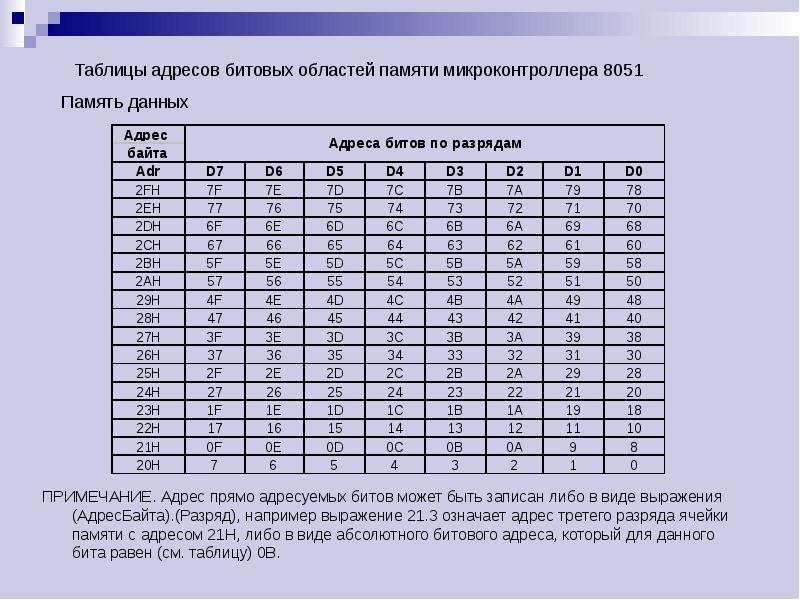 Таблицы адресов битовых областей памяти микроконтроллера 8051
Память данных
Адрес байта Адреса битов по разрядам
Adr D7 D6 D5 D4 D3 D2 D1 D0
2FH 7F 7E 7D 7C 7B 7A 79 78
2EH 77 76 75 74 73 72 71 70
2DH 6F 6E 6D 6C 6B 6A 69 68
2CH 67 66 65 64 63 62 61 60
2BH 5F 5E 5D 5C 5B 5A 59 58
2AH 57 56 55 54 53 52 51 50
29H 4F 4E 4D 4C 4B 4A 49 48
28H 47 46 45 44 43 42 41 40
27H 3F 3E 3D 3C 3B 3A 39 38
26H 37 36 35 34 33 32 31 30
25H 2F 2E 2D 2C 2B 2A 29 28
24H 27 26 25 24 23 22 21 20
23H 1F 1E 1D 1C 1B 1A 19 18
22H 17 16 15 14 13 12 11 10
21H 0F 0E 0D 0C 0B 0A 9 8
20H 7 6 5 4 3 2 1 0
ПРИМЕЧАНИЕ. Адрес прямо адресуемых битов может быть записан либо в виде выражения
(АдресБайта).(Разряд), например выражение 21.3 означает адрес третьего разряда ячейки
памяти с адресом 21H, либо в виде абсолютного битового адреса, который для данного
бита равен (см. таблицу) 0B.